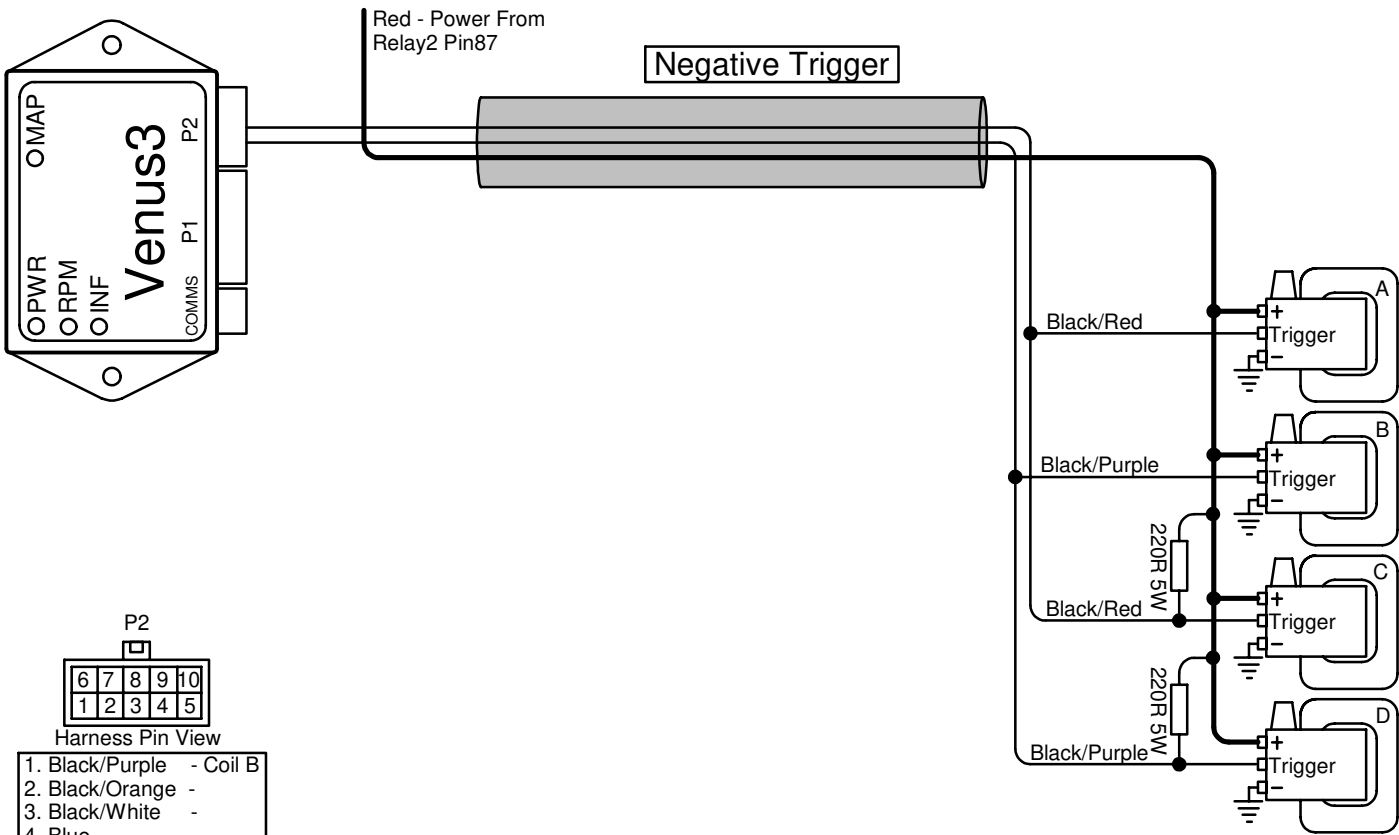 Red - Power From
Relay2 Pin87
Negative Trigger
MAP
PWR
RPM
INF
Venus3
P2
P1
COMMS
A
+
Trigger
−
Black/Red
B
+
Trigger
−
Black/Purple
220R 5W
C
+
Trigger
−
Black/Red
220R 5W
D
+
Trigger
−
Black/Purple
P2
6 7 8 9 10
1 2 3 4 5
Harness Pin View
1. Black/Purple - Coil B
2. Black/Orange -
3. Black/White -
4. Blue